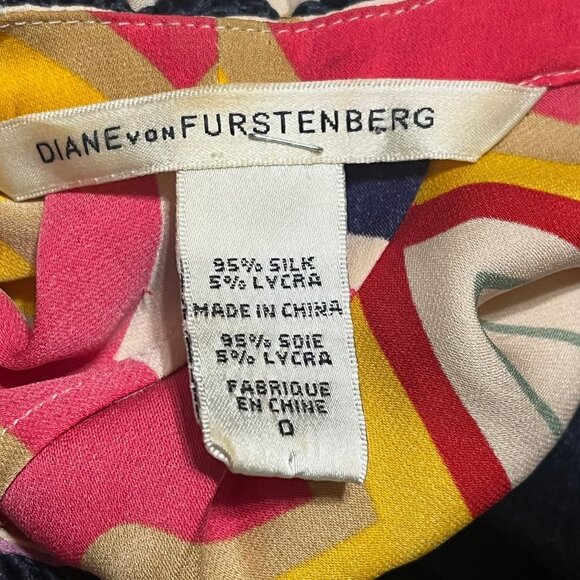 DIANE von FURSTENBERG
95% SILK
5% LYCRA
MADE IN CHINA
95% SOIE
5% LYCRA
FABRIQUE
EN CHINE
0